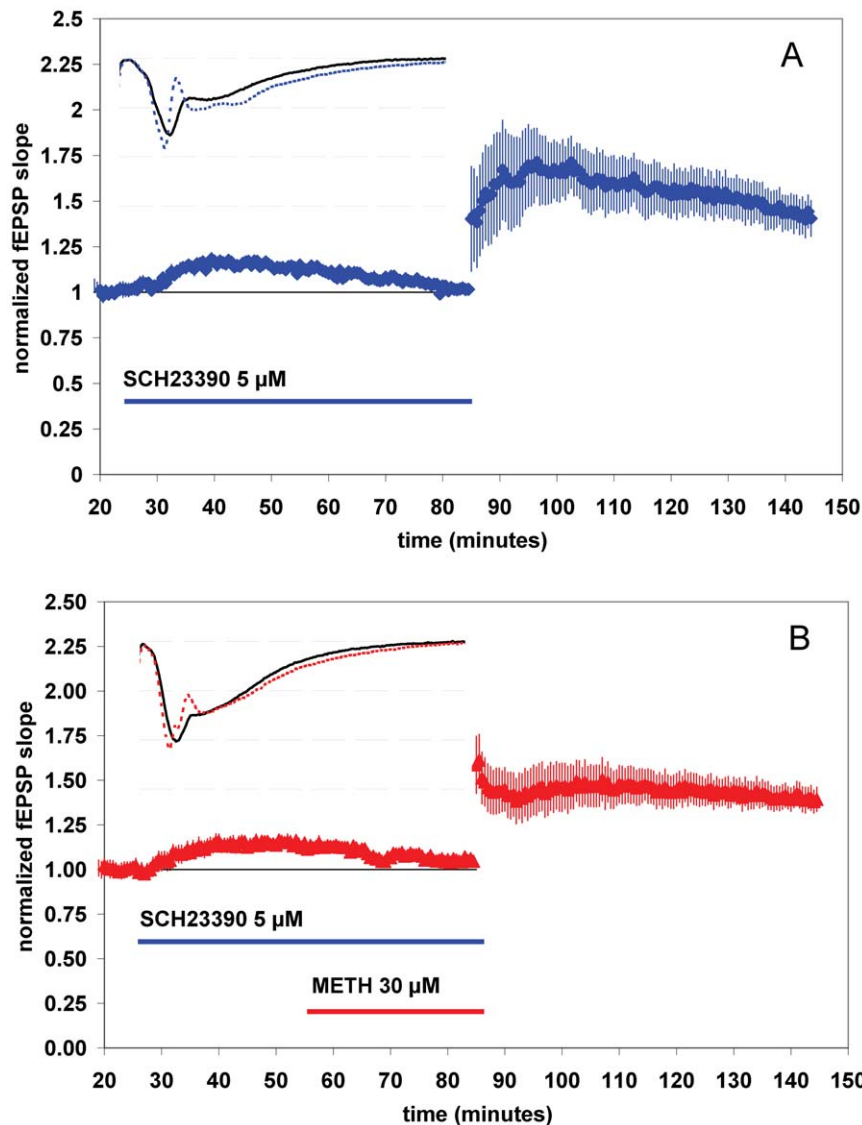 A
2.5
2.25
2
1.75
1.5
1.25
1
0.75
0.5
0.25
0
normalized fEPSP slope
SCH23390 5 µM
20 30 40 50 60 70 80 90 100 110 120 130 140 150
time (minutes)
B
2.50
2.25
2.00
1.75
1.50
1.25
1.00
0.75
0.50
0.25
0.00
normalized fEPSP slope
SCH23390 5 µM
METH 30 µM
20 30 40 50 60 70 80 90 100 110 120 130 140 150
time (minutes)